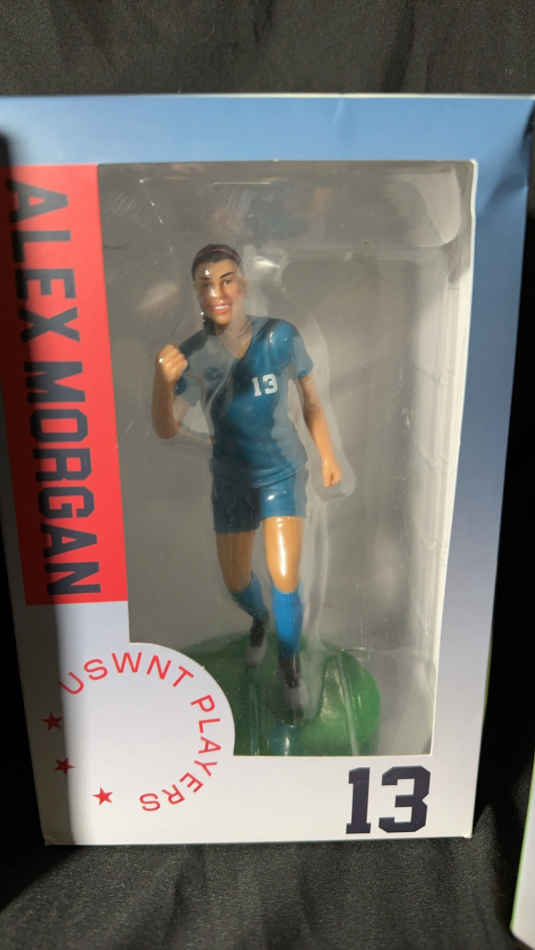 ALEX MORGAN
13
USWNT PLAYERS
13